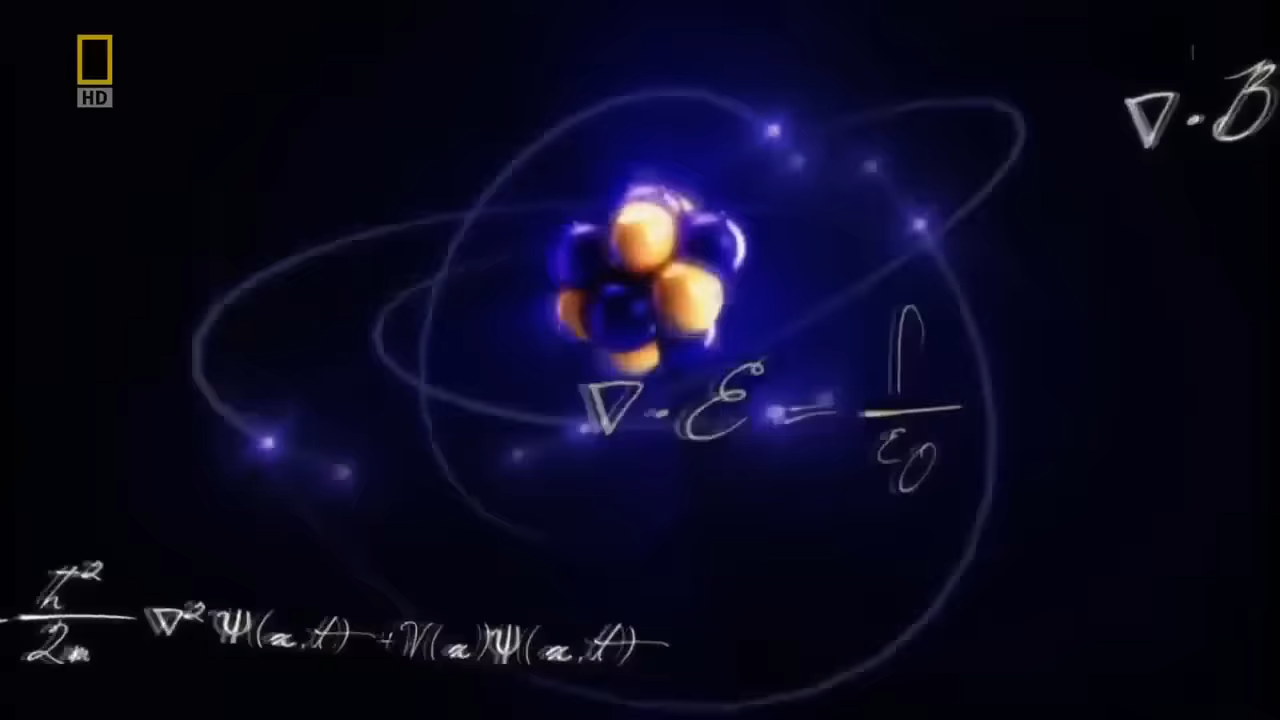 HD
∇·B
∇·E = ρ/ε0
ħ²/2m ∇²Ψ(x,t) + V(x)Ψ(x,t)